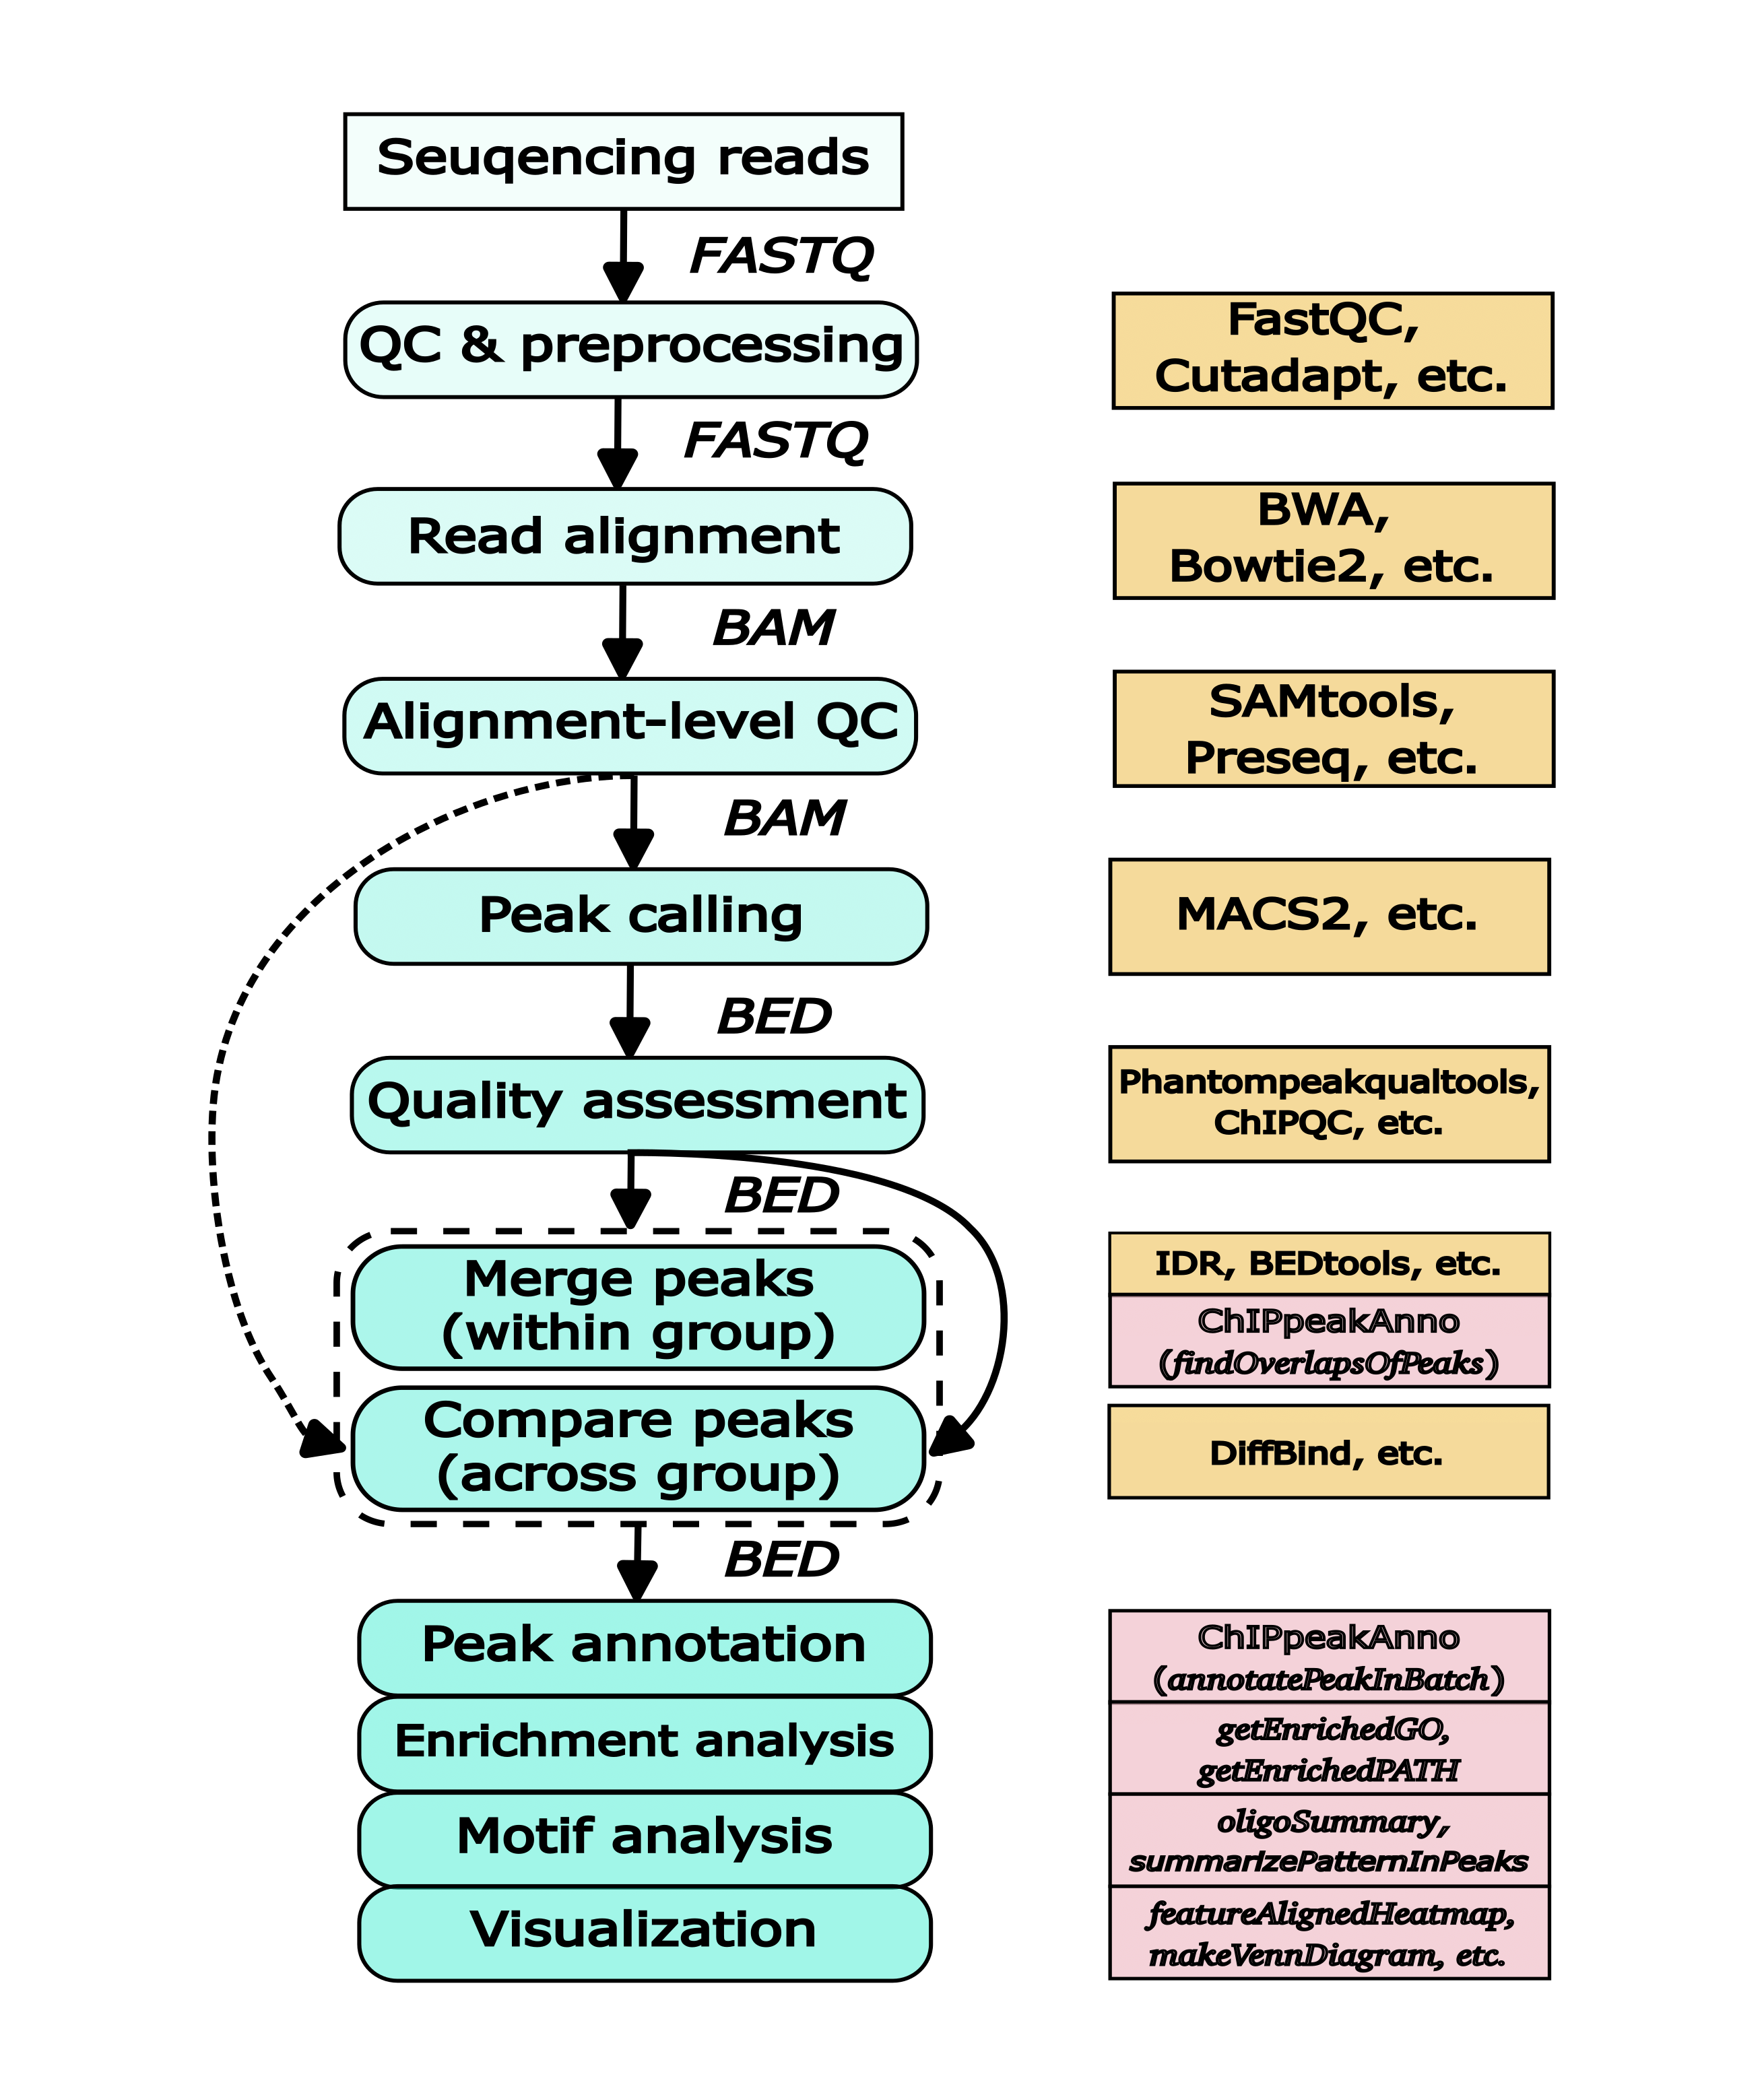 Seuqencing reads
FASTQ
QC & preprocessing
FastQC,
Cutadapt, etc.
FASTQ
Read alignment
BWA,
Bowtie2, etc.
BAM
Alignment-level QC
SAMtools,
Preseq, etc.
BAM
Peak calling
MACS2, etc.
BED
Quality assessment
Phantompeakqualtools,
ChIPQC, etc.
BED
Merge peaks
(within group)
IDR, BEDtools, etc.
ChIPpeakAnno
(findOverlapsOfPeaks)
Compare peaks
(across group)
DiffBind, etc.
BED
Peak annotation
ChIPpeakAnno
(annotatePeakInBatch)
Enrichment analysis
getEnrichedGO,
getEnrichedPATH
Motif analysis
oligoSummary,
summarizePatternInPeaks
Visualization
featureAlignedHeatmap,
makeVennDiagram, etc.